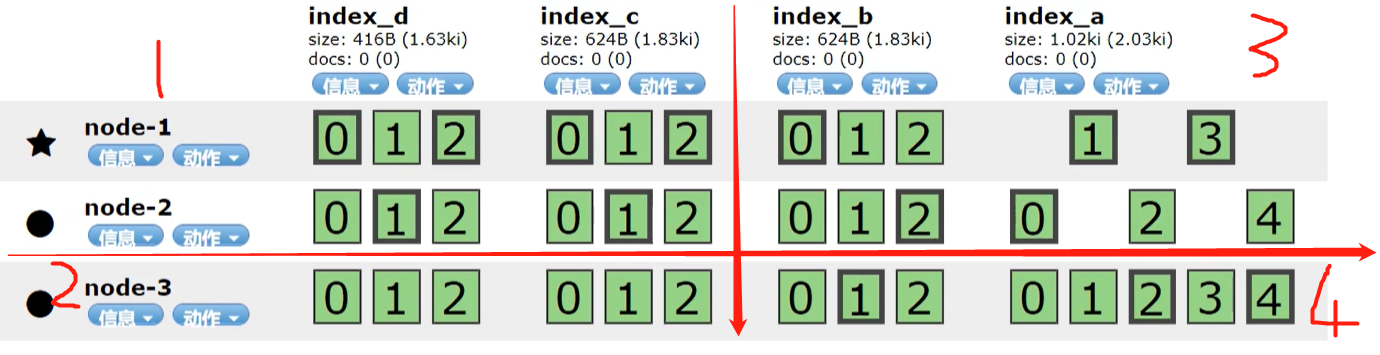 index_d index_c index_b index_a
size: 416B (1.63ki) size: 624B (1.83ki) size: 624B (1.83ki) size: 1.02ki (2.03ki)
docs: 0 (0) docs: 0 (0) docs: 0 (0) docs: 0 (0)
信息 动作 信息 动作 信息 动作 信息 动作
1 3
node-1 0 1 2 0 1 2 0 1 2 1 3
信息 动作
node-2 0 1 2 0 1 2 0 1 2 0 2 4
信息 动作
2 node-3 0 1 2 0 1 2 0 1 2 0 1 2 3 4 4
信息 动作